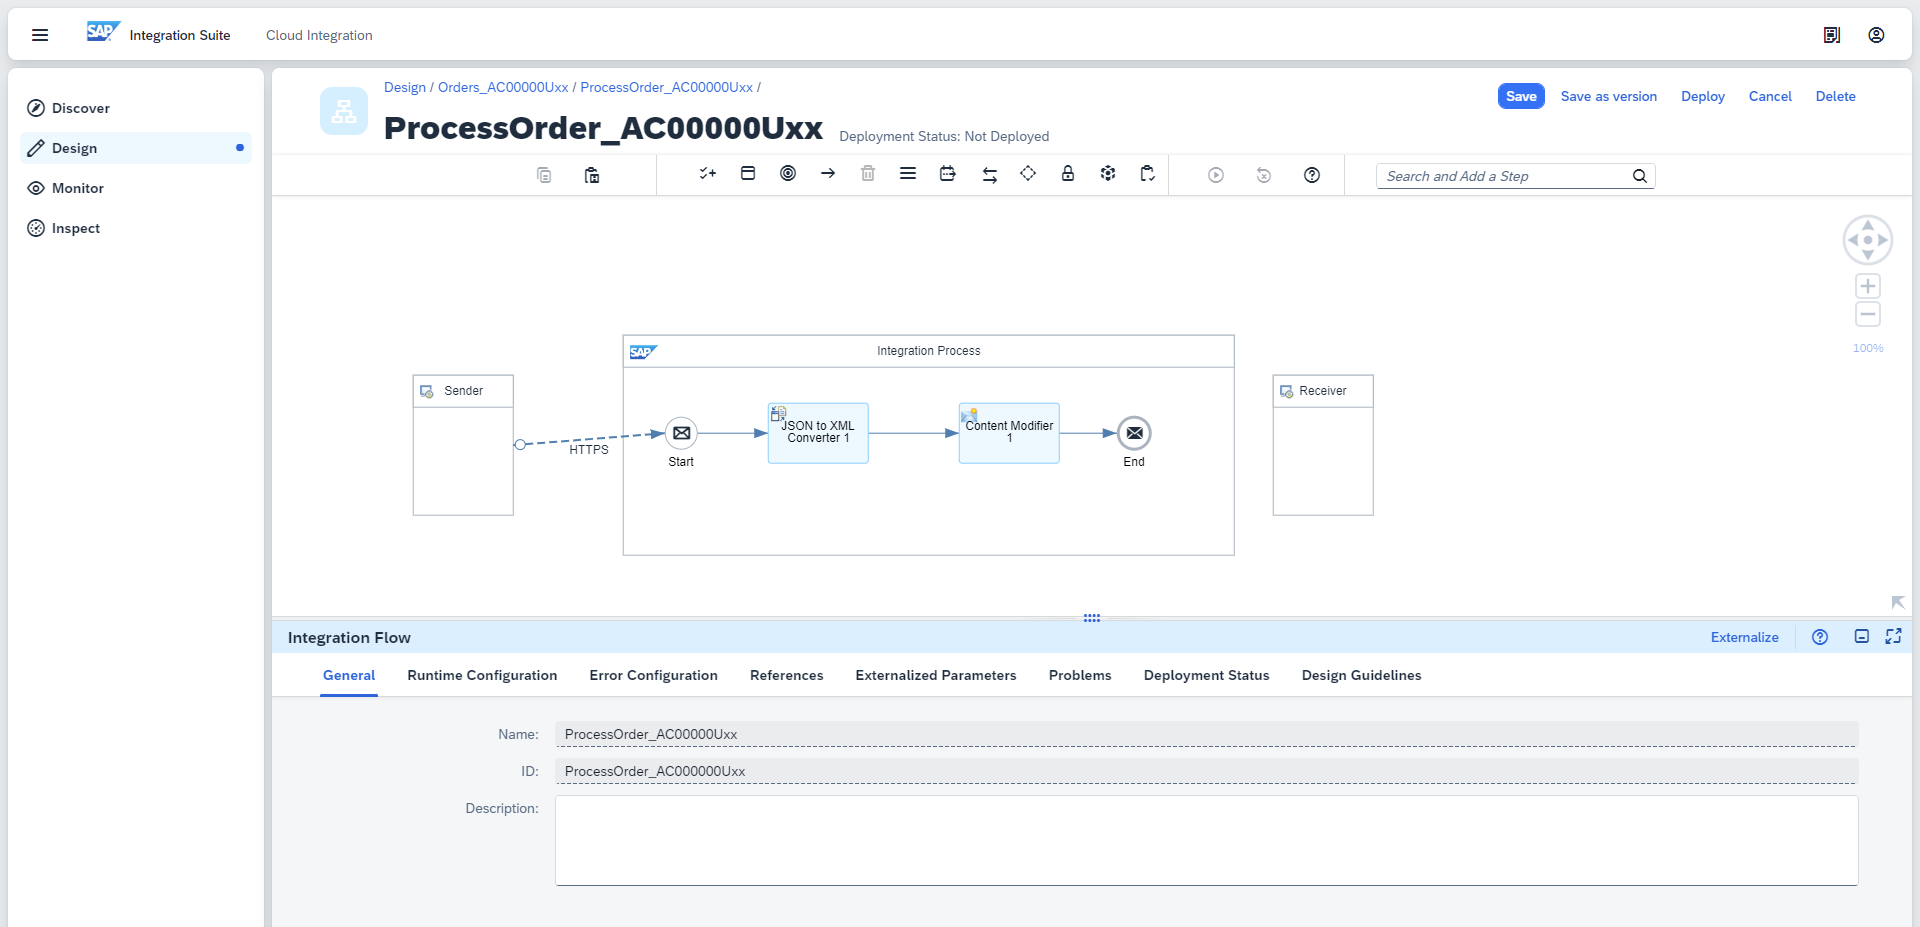 SAP Integration Suite Cloud Integration
Discover
Design
Monitor
Inspect
Design / Orders_AC00000Uxx / ProcessOrder_AC00000Uxx /
ProcessOrder_AC00000Uxx Deployment Status: Not Deployed
Save Save as version Deploy Cancel Delete
Search and Add a Step
100%
SAP Integration Process
Sender
Receiver
HTTPS
Start
JSON to XML
Converter 1
Content Modifier
1
End
Integration Flow Externalize
General Runtime Configuration Error Configuration References Externalized Parameters Problems Deployment Status Design Guidelines
Name: ProcessOrder_AC00000Uxx
ID: ProcessOrder_AC000000Uxx
Description: